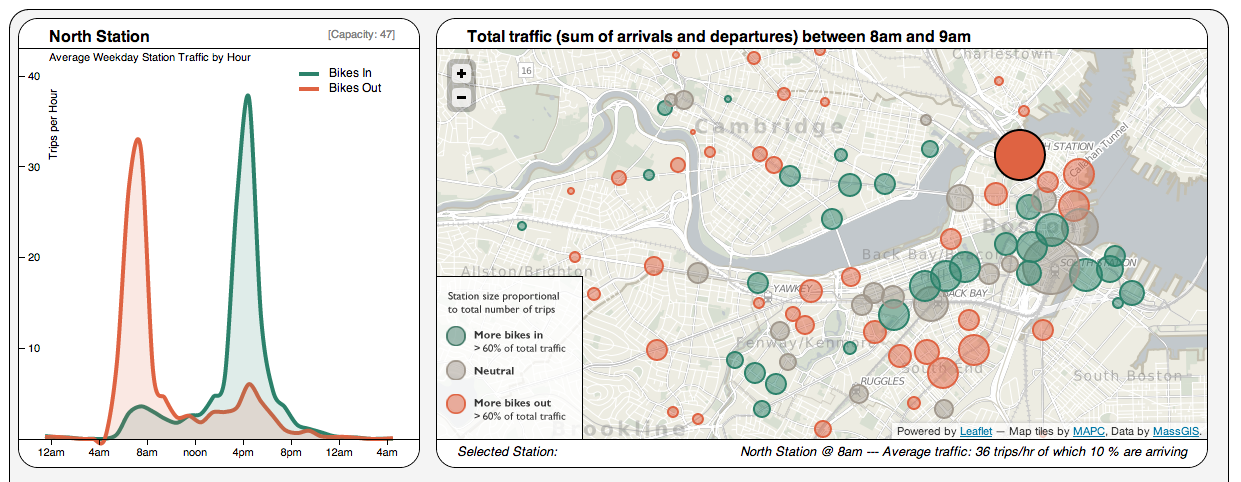 North Station
[Capacity: 47]
Average Weekday Station Traffic by Hour
Trips per Hour
40
30
20
10
Bikes In
Bikes Out
12am 4am 8am noon 4pm 8pm 12am 4am
Total traffic (sum of arrivals and departures) between 8am and 9am
+
−
16
Charlestown
Cambridge
H STATION
Callahan Tunnel
Boston
Back Bay/Beacon
SOUTH STATION
Allston/Brighton
YAWKEY
BACK BAY
Fenway/Kenmore
South End
South Boston
RUGGLES
Brookline
Station size proportional
to total number of trips
More bikes in
> 60% of total traffic
Neutral
More bikes out
> 60% of total traffic
Powered by Leaflet — Map tiles by MAPC, Data by MassGIS.
Selected Station:
North Station @ 8am --- Average traffic: 36 trips/hr of which 10 % are arriving